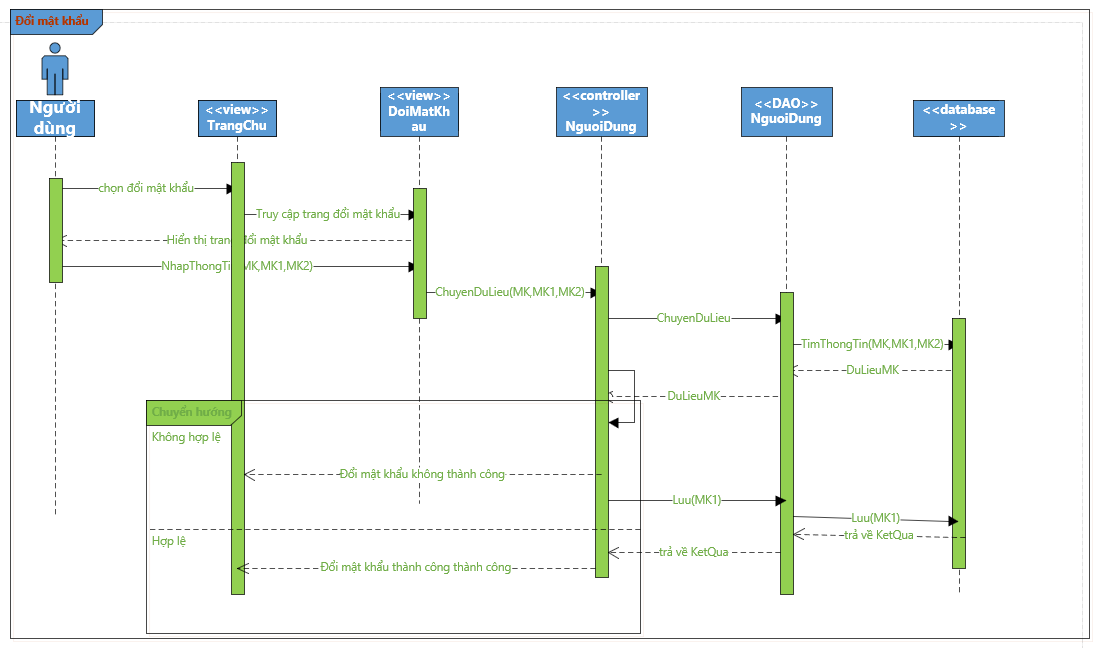 Đổi mật khẩu
Người
dùng
<<view>>
TrangChu
<<view>>
DoiMatKh
au
<<controller
>>
NguoiDung
<<DAO>>
NguoiDung
<<database
>>
chọn đổi mật khẩu
Truy cập trang đổi mật khẩu
Hiển thị trang đổi mật khẩu
NhapThongTin(MK,MK1,MK2)
ChuyenDuLieu(MK,MK1,MK2)
ChuyenDuLieu
TimThongTin(MK,MK1,MK2)
DuLieuMK
DuLieuMK
Chuyển hướng
Không hợp lệ
Đổi mật khẩu không thành công
Luu(MK1)
Luu(MK1)
trả về KetQua
Hợp lệ
trả về KetQua
Đổi mật khẩu thành công thành công